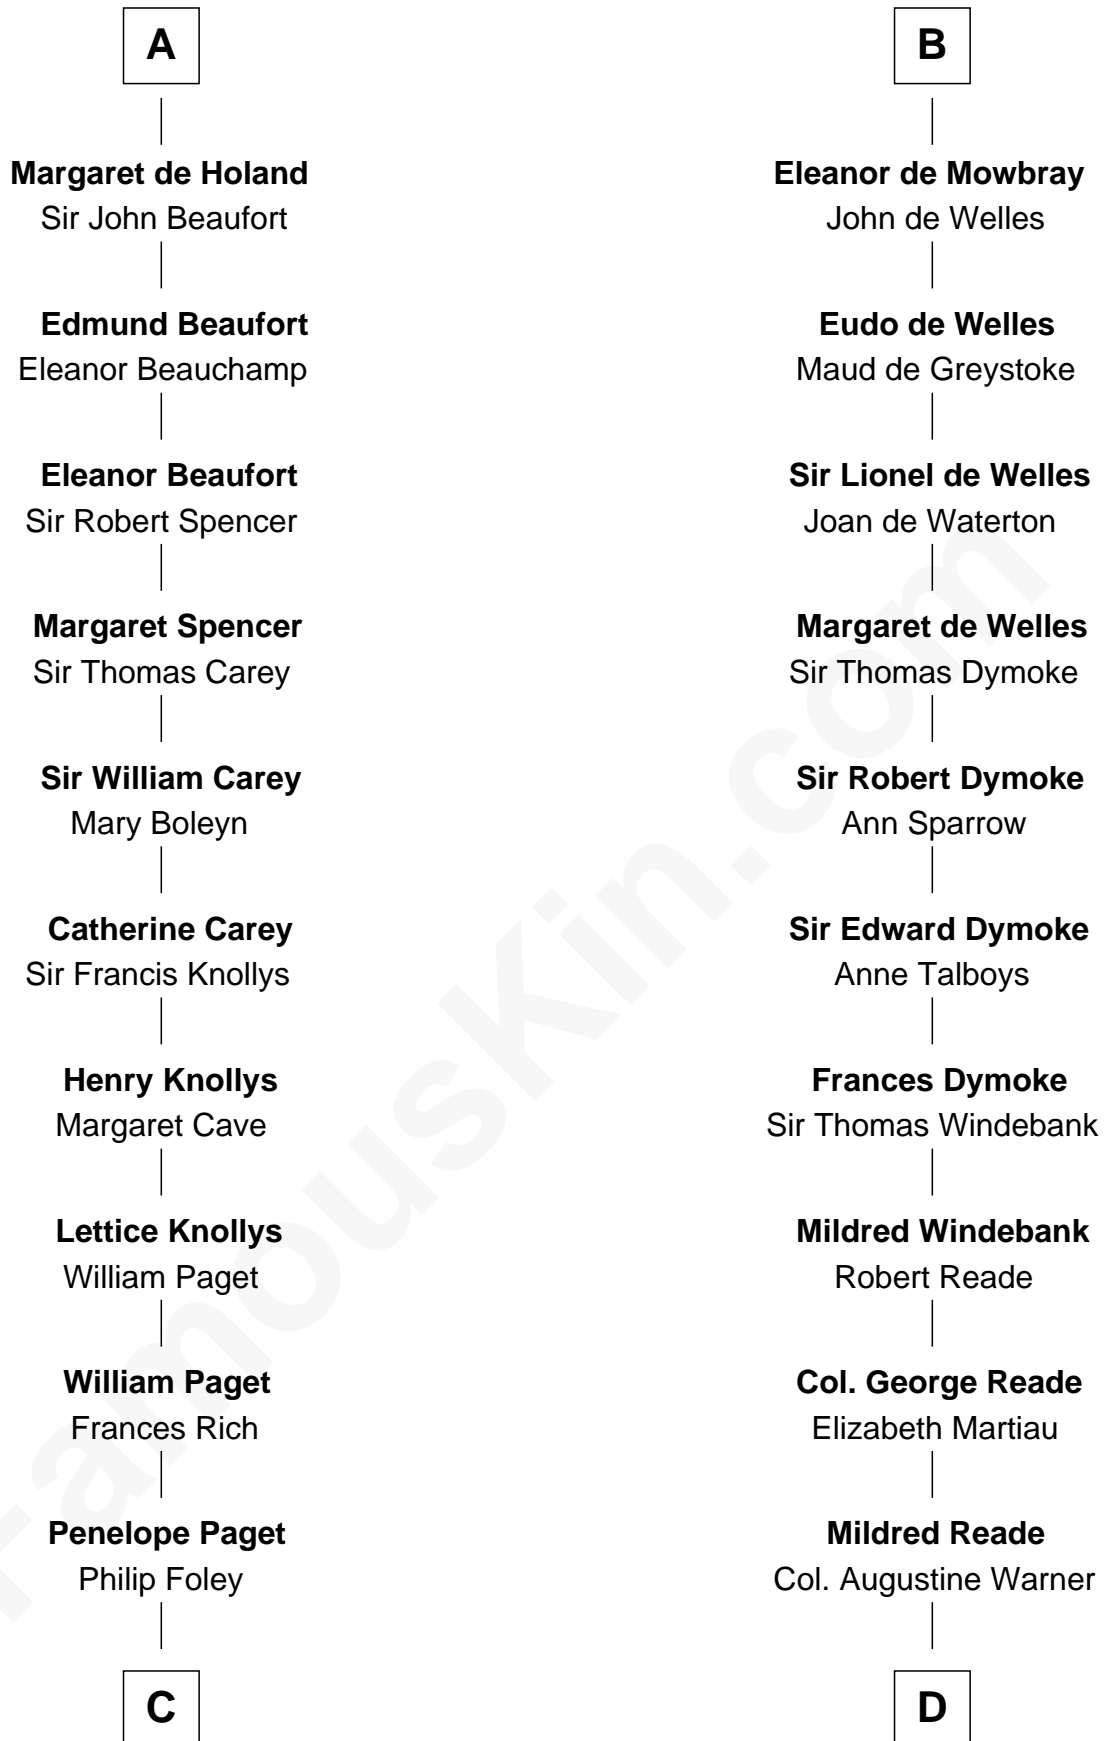 A
Margaret de Holand
Sir John Beaufort
Edmund Beaufort
Eleanor Beauchamp
Eleanor Beaufort
Sir Robert Spencer
Margaret Spencer
Sir Thomas Carey
Sir William Carey
Mary Boleyn
Catherine Carey
Sir Francis Knollys
Henry Knollys
Margaret Cave
Lettice Knollys
William Paget
William Paget
Frances Rich
Penelope Paget
Philip Foley
C
B
Eleanor de Mowbray
John de Welles
Eudo de Welles
Maud de Greystoke
Sir Lionel de Welles
Joan de Waterton
Margaret de Welles
Sir Thomas Dymoke
Sir Robert Dymoke
Ann Sparrow
Sir Edward Dymoke
Anne Talboys
Frances Dymoke
Sir Thomas Windebank
Mildred Windebank
Robert Reade
Col. George Reade
Elizabeth Martiau
Mildred Reade
Col. Augustine Warner
D
FamousKin.com